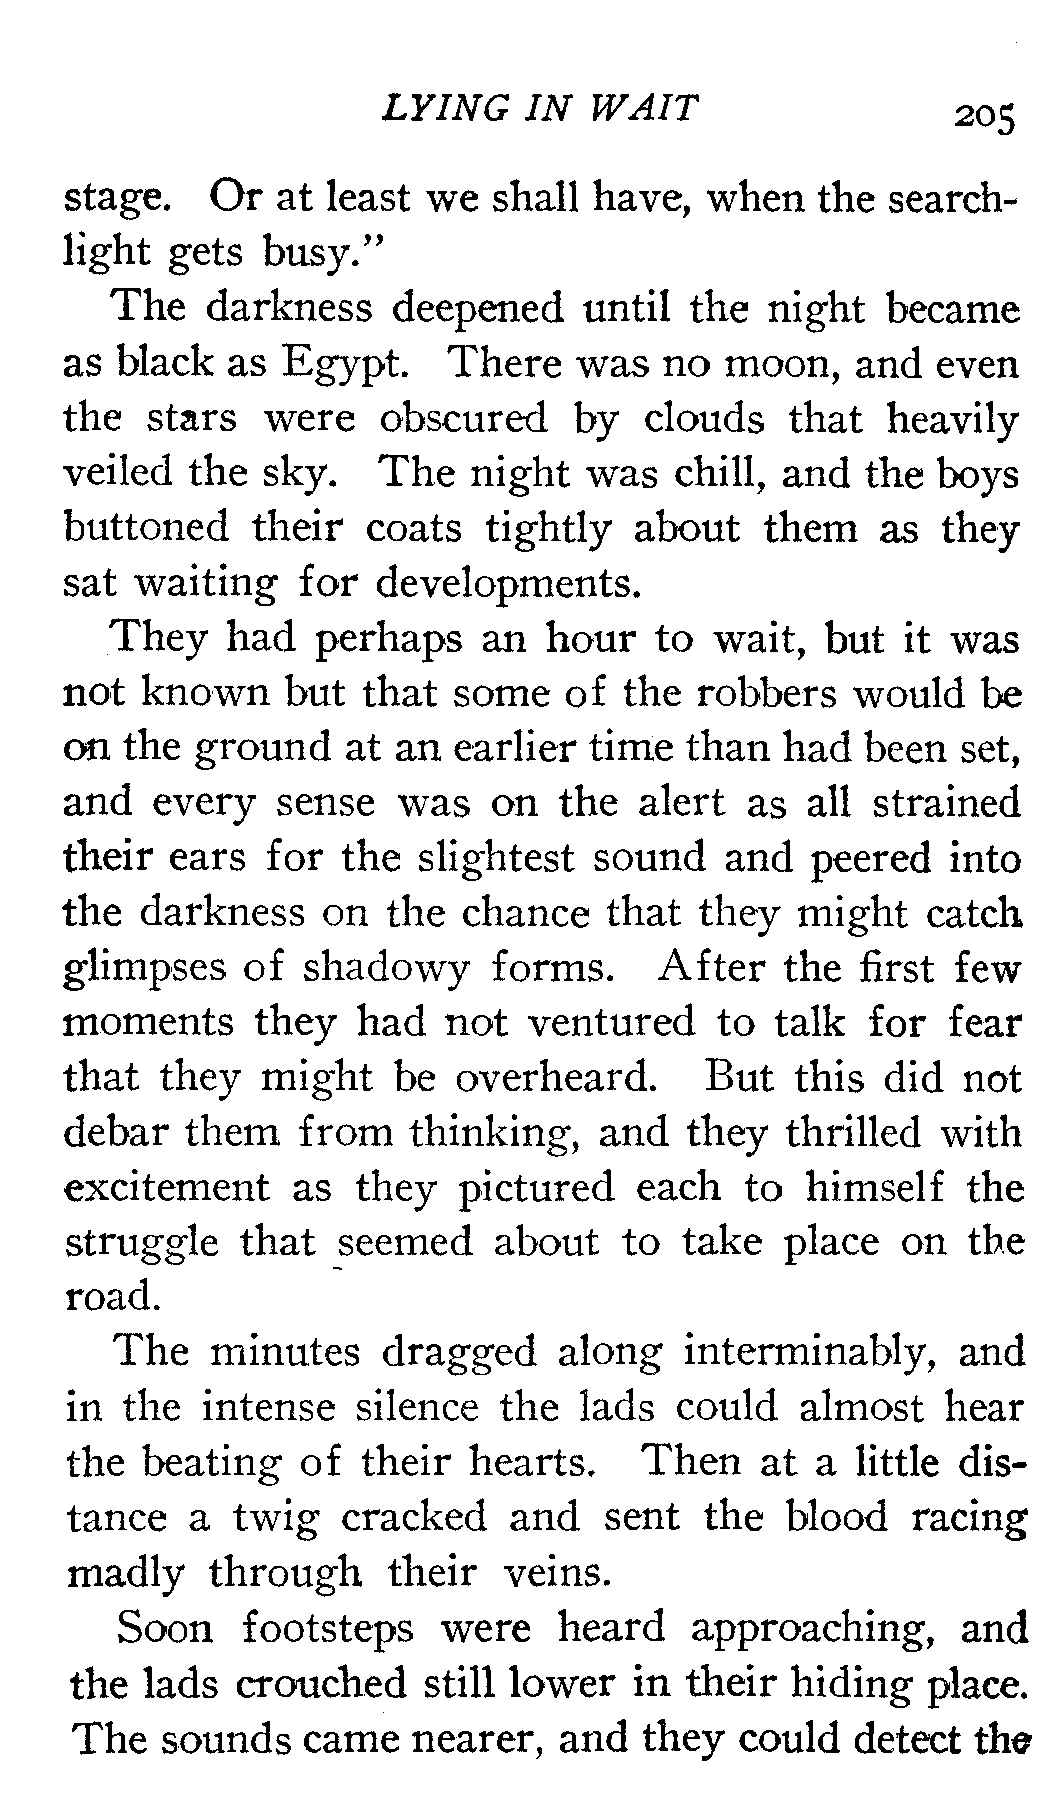 LYING IN WAIT 205
stage. Or at least we shall have, when the search-
light gets busy."
The darkness deepened until the night became
as black as Egypt. There was no moon, and even
the stars were obscured by clouds that heavily
veiled the sky. The night was chill, and the boys
buttoned their coats tightly about them as they
sat waiting for developments.
They had perhaps an hour to wait, but it was
not known but that some of the robbers would be
on the ground at an earlier time than had been set,
and every sense was on the alert as all strained
their ears for the slightest sound and peered into
the darkness on the chance that they might catch
glimpses of shadowy forms. After the first few
moments they had not ventured to talk for fear
that they might be overheard. But this did not
debar them from thinking, and they thrilled with
excitement as they pictured each to himself the
struggle that seemed about to take place on the
road.
The minutes dragged along interminably, and
in the intense silence the lads could almost hear
the beating of their hearts. Then at a little dis-
tance a twig cracked and sent the blood racing
madly through their veins.
Soon footsteps were heard approaching, and
the lads crouched still lower in their hiding place.
The sounds came nearer, and they could detect the